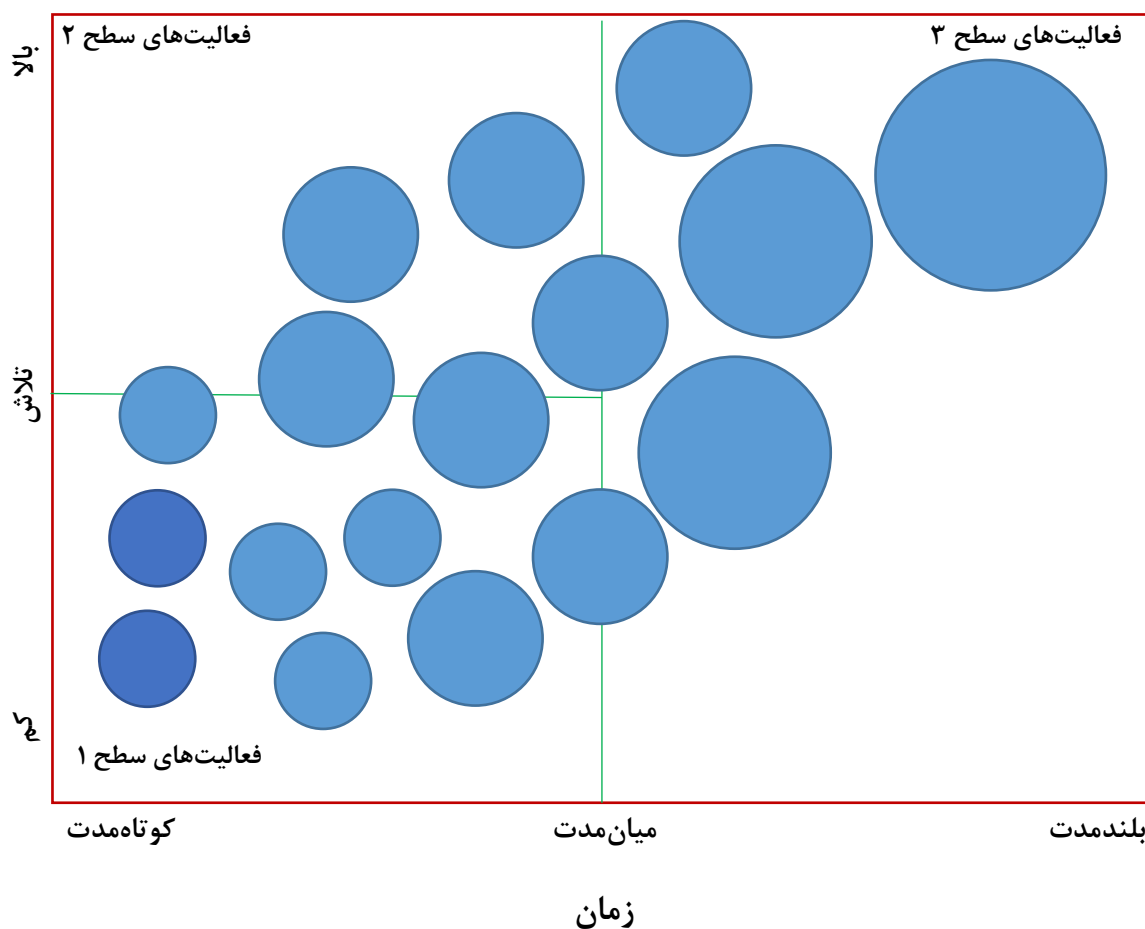 فعالیت‌های سطح ۳
فعالیت‌های سطح ۲
بالا
تلاش
کم
فعالیت‌های سطح ۱
کوتاه‌مدت
میان‌مدت
بلندمدت
زمان